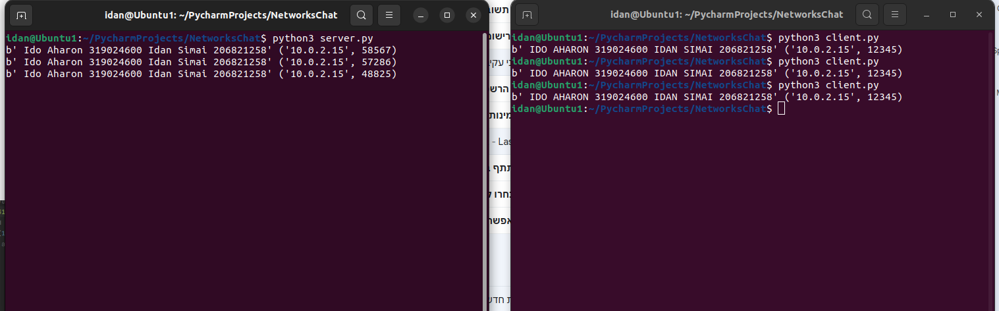 idan@Ubuntu1: ~/PycharmProjects/NetworksChat
idan@Ubuntu1:~/PycharmProjects/NetworksChat$ python3 server.py
b' Ido Aharon 319024600 Idan Simai 206821258' ('10.0.2.15', 58567)
b' Ido Aharon 319024600 Idan Simai 206821258' ('10.0.2.15', 57286)
b' Ido Aharon 319024600 Idan Simai 206821258' ('10.0.2.15', 48825)
תשוב
רישומ
הרשי
מינות
- Las
idan@Ubuntu1: ~/PycharmProjects/NetworksChat
idan@Ubuntu1:~/PycharmProjects/NetworksChat$ python3 client.py
b' IDO AHARON 319024600 IDAN SIMAI 206821258' ('10.0.2.15', 12345)
idan@Ubuntu1:~/PycharmProjects/NetworksChat$ python3 client.py
b' IDO AHARON 319024600 IDAN SIMAI 206821258' ('10.0.2.15', 12345)
idan@Ubuntu1:~/PycharmProjects/NetworksChat$ python3 client.py
b' IDO AHARON 319024600 IDAN SIMAI 206821258' ('10.0.2.15', 12345)
idan@Ubuntu1:~/PycharmProjects/NetworksChat$